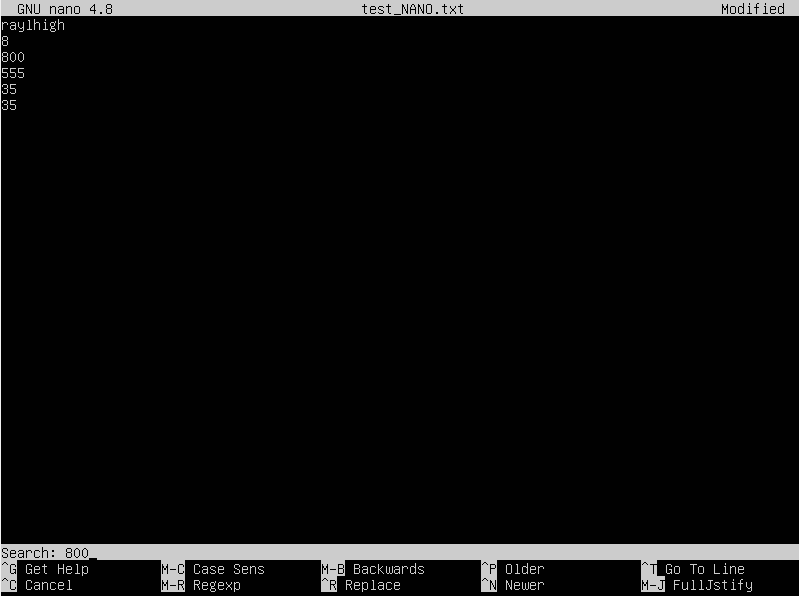 GNU nano 4.8 test_NANO.txt Modified
raylhigh
8
800
555
35
35
Search: 800_
^G Get Help M-C Case Sens M-B Backwards ^P Older ^T Go To Line
^C Cancel M-R Regexp ^R Replace ^N Newer M-J FullJstify